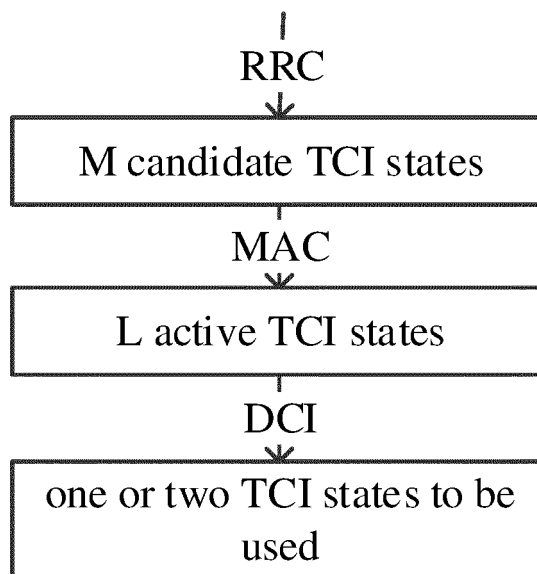 RRC
M candidate TCI states
MAC
L active TCI states
DCI
one or two TCI states to be
used